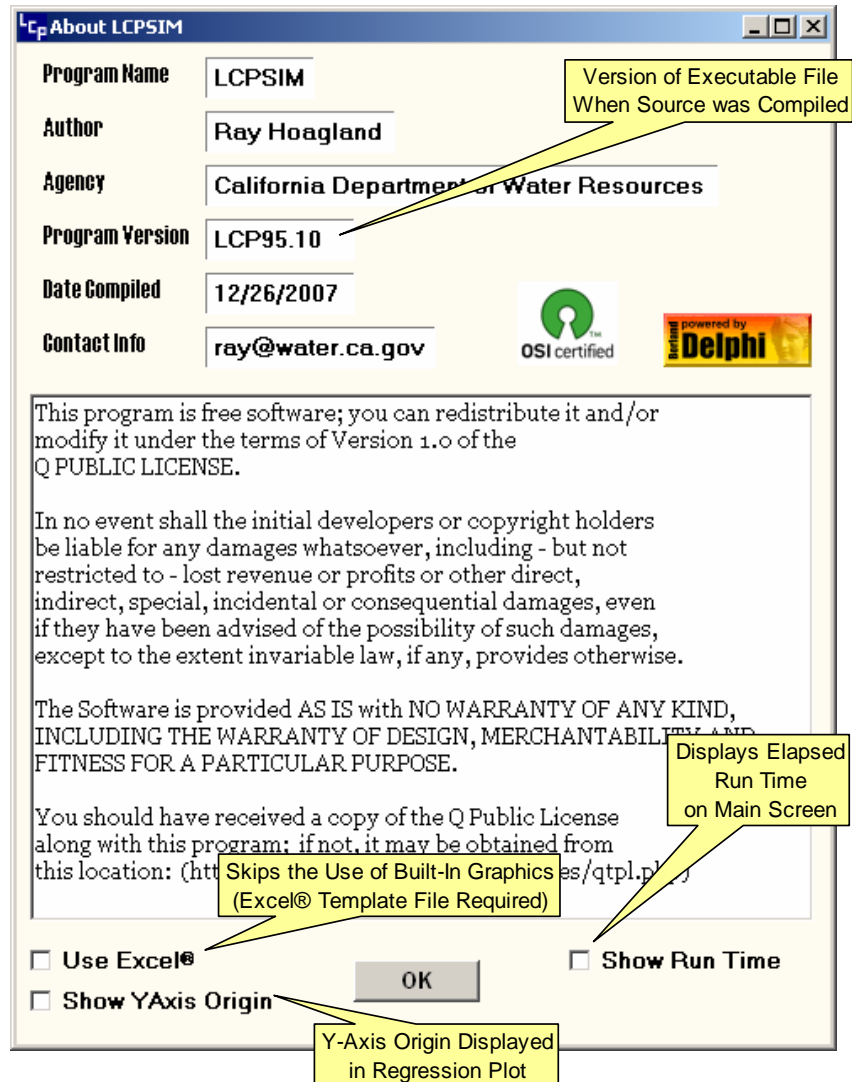 LCP About LCPSIM
Program Name LCPSIM
Version of Executable File
When Source was Compiled
Author Ray Hoagland
Agency California Department of Water Resources
Program Version LCP95.10
Date Compiled 12/26/2007
Contact Info ray@water.ca.gov
OSI certified
TM
Borland
powered by
Delphi
This program is free software; you can redistribute it and/or
modify it under the terms of Version 1.0 of the
Q PUBLIC LICENSE.
In no event shall the initial developers or copyright holders
be liable for any damages whatsoever, including - but not
restricted to - lost revenue or profits or other direct,
indirect, special, incidental or consequential damages, even
if they have been advised of the possibility of such damages,
except to the extent invariable law, if any, provides otherwise.
The Software is provided AS IS with NO WARRANTY OF ANY KIND,
INCLUDING THE WARRANTY OF DESIGN, MERCHANTABILITY AND
FITNESS FOR A PARTICULAR PURPOSE.
Displays Elapsed
Run Time
on Main Screen
You should have received a copy of the Q Public License
along with this program; if not, it may be obtained from
this location: (htt es/qtpl.php)
Skips the Use of Built-In Graphics
(Excel® Template File Required)
Use Excel®
Show Run Time
OK
Show YAxis Origin
Y-Axis Origin Displayed
in Regression Plot